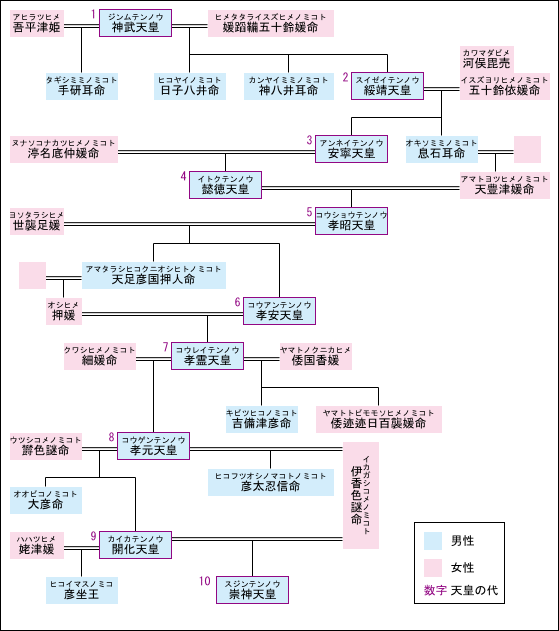 アヒラツヒメ
吾平津姫
1
ジンムテンノウ
神武天皇
ヒメタタライスズヒメノミコト
媛蹈鞴五十鈴媛命
タギシミミノミコト
手研耳命
ヒコヤイノミコト
日子八井命
カンヤイミミノミコト
神八井耳命
2
スイゼイテンノウ
綏靖天皇
カワマダビメ
河俣毘売
イスズヨリヒメノミコト
五十鈴依媛命
ヌナソコナカツヒメノミコト
渟名底仲媛命
3
アンネイテンノウ
安寧天皇
オキソミミノミコト
息石耳命
4
イトクテンノウ
懿徳天皇
アマトヨツヒメノミコト
天豊津媛命
ヨソタラシヒメ
世襲足媛
5
コウショウテンノウ
孝昭天皇
アマタラシヒコクニオシヒトノミコト
天足彦国押人命
オシヒメ
押媛
6
コウアンテンノウ
孝安天皇
クワシヒメノミコト
細媛命
7
コウレイテンノウ
孝霊天皇
ヤマトノクニカヒメ
倭国香媛
キビツヒコノミコト
吉備津彦命
ヤマトトビモモソヒメノミコト
倭迹迹日百襲媛命
ウツシコメノミコト
欝色謎命
8
コウゲンテンノウ
孝元天皇
イカガシコメノミコト
伊香色謎命
オオビコノミコト
大彦命
ヒコフツオシノマコトノミコト
彦太忍信命
ハハツヒメ
姥津媛
9
カイカテンノウ
開化天皇
ヒコイマスノミコ
彦坐王
10
スジンテンノウ
崇神天皇
男性
女性
数字 天皇の代